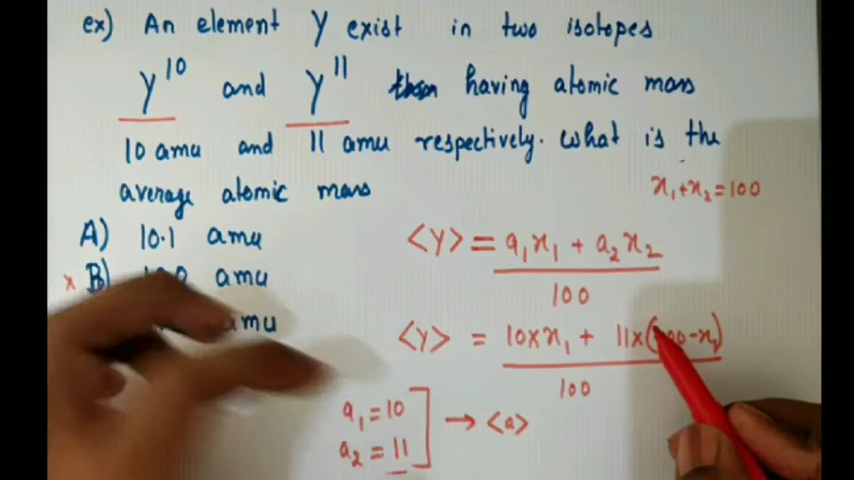 ex) An element Y exist in two isotopes
Y¹⁰ and Y¹¹ having atomic mass
10 amu and 11 amu respectively. What is the
average atomic mass
x₁+x₂=100
A) 10.1 amu
x B) amu
amu
<Y> = a₁x₁ + a₂x₂
100
<Y> = 10×x₁ + 11×( 00-x₁)
100
a₁=10
a₂ = 11
→ <a>